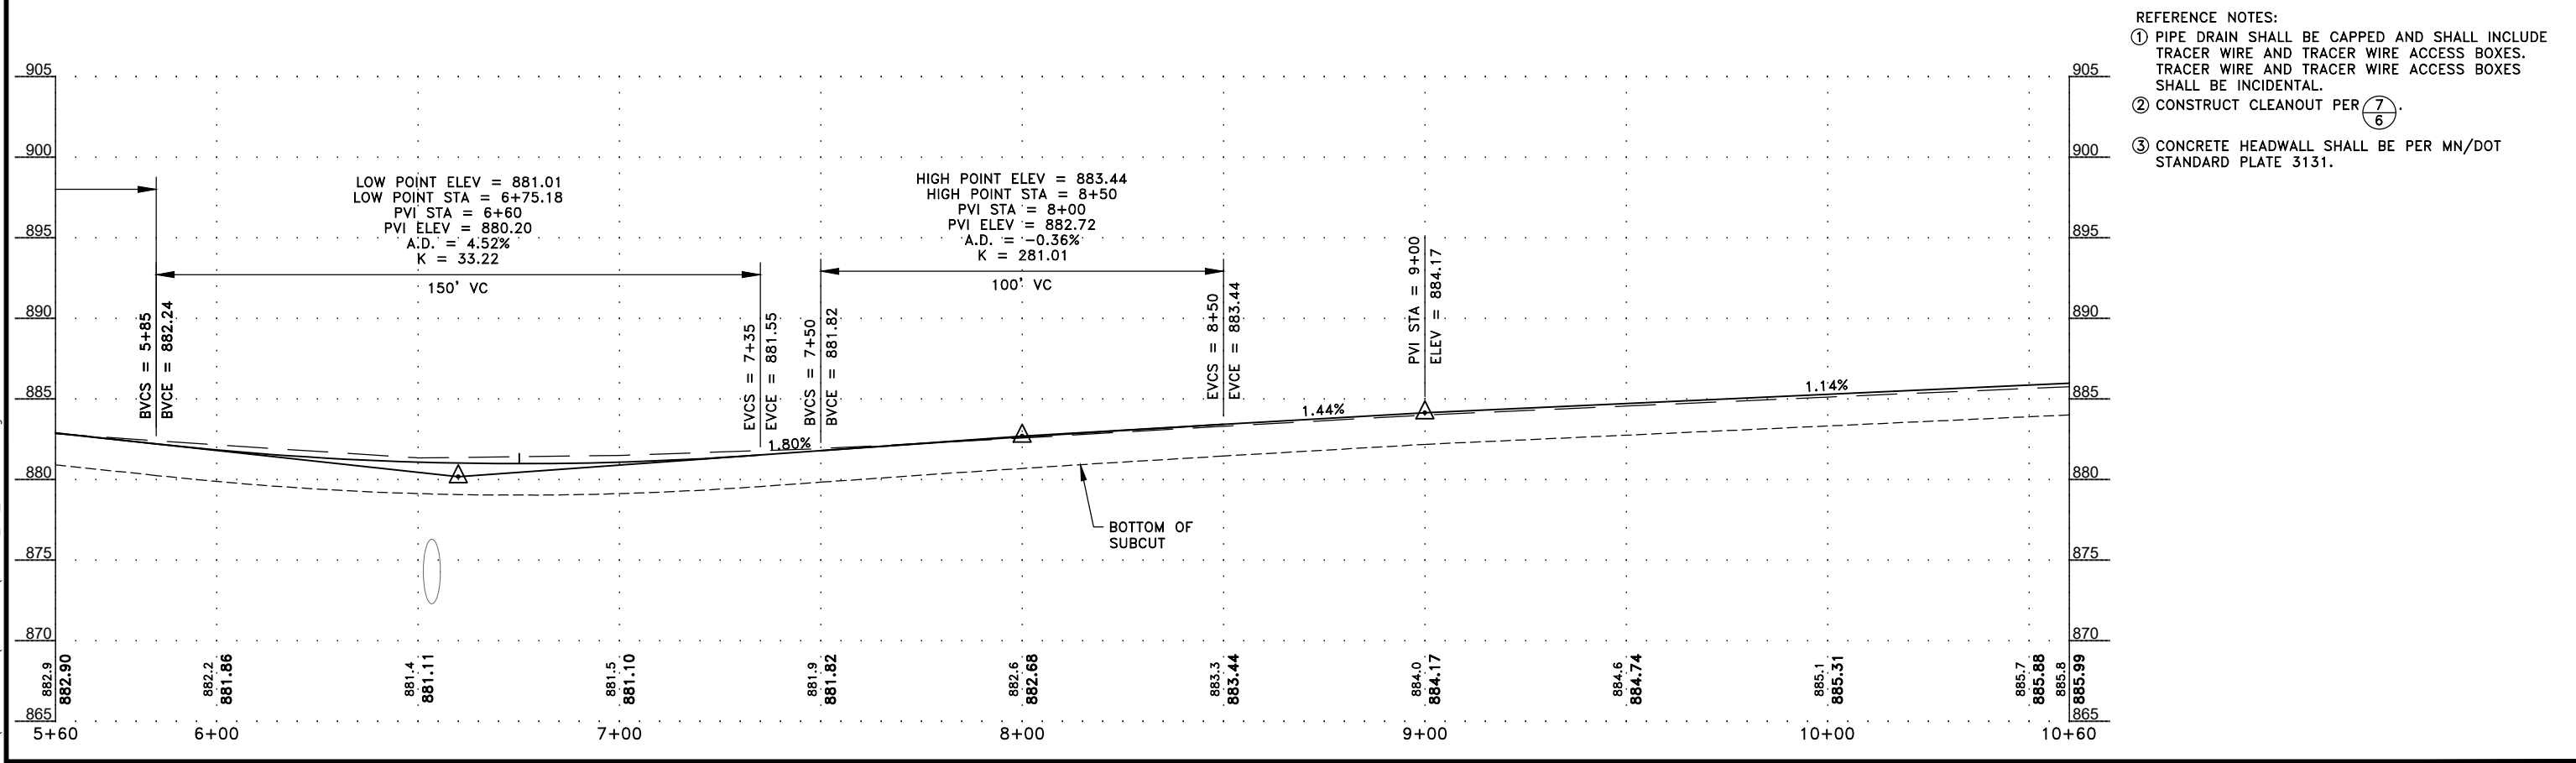 REFERENCE NOTES:
① PIPE DRAIN SHALL BE CAPPED AND SHALL INCLUDE
TRACER WIRE AND TRACER WIRE ACCESS BOXES.
TRACER WIRE AND TRACER WIRE ACCESS BOXES
SHALL BE INCIDENTAL.
② CONSTRUCT CLEANOUT PER 7/6.
③ CONCRETE HEADWALL SHALL BE PER MN/DOT
STANDARD PLATE 3131.
905
900
895
890
885
880
875
870
865
LOW POINT ELEV = 881.01
LOW POINT STA = 6+75.18
PVI STA = 6+60
PVI ELEV = 880.20
A.D. = 4.52%
K = 33.22
150' VC
HIGH POINT ELEV = 883.44
HIGH POINT STA = 8+50
PVI STA = 8+00
PVI ELEV = 882.72
A.D. = -0.36%
K = 281.01
100' VC
BVCS = 5+85
BVCE = 882.24
EVCS = 7+35
EVCE = 881.55
BVCS = 7+50
BVCE = 881.82
EVCS = 8+50
EVCE = 883.44
PVI STA = 9+00
ELEV = 884.17
1.80%
1.44%
1.14%
BOTTOM OF
SUBCUT
905
900
895
890
885
880
875
870
865
882.9
882.90
882.2
881.86
881.4
881.11
881.5
881.10
881.9
881.82
882.6
882.68
883.3
883.44
884.0
884.17
884.6
884.74
885.1
885.31
885.7
885.88
885.8
885.99
5+60
6+00
7+00
8+00
9+00
10+00
10+60